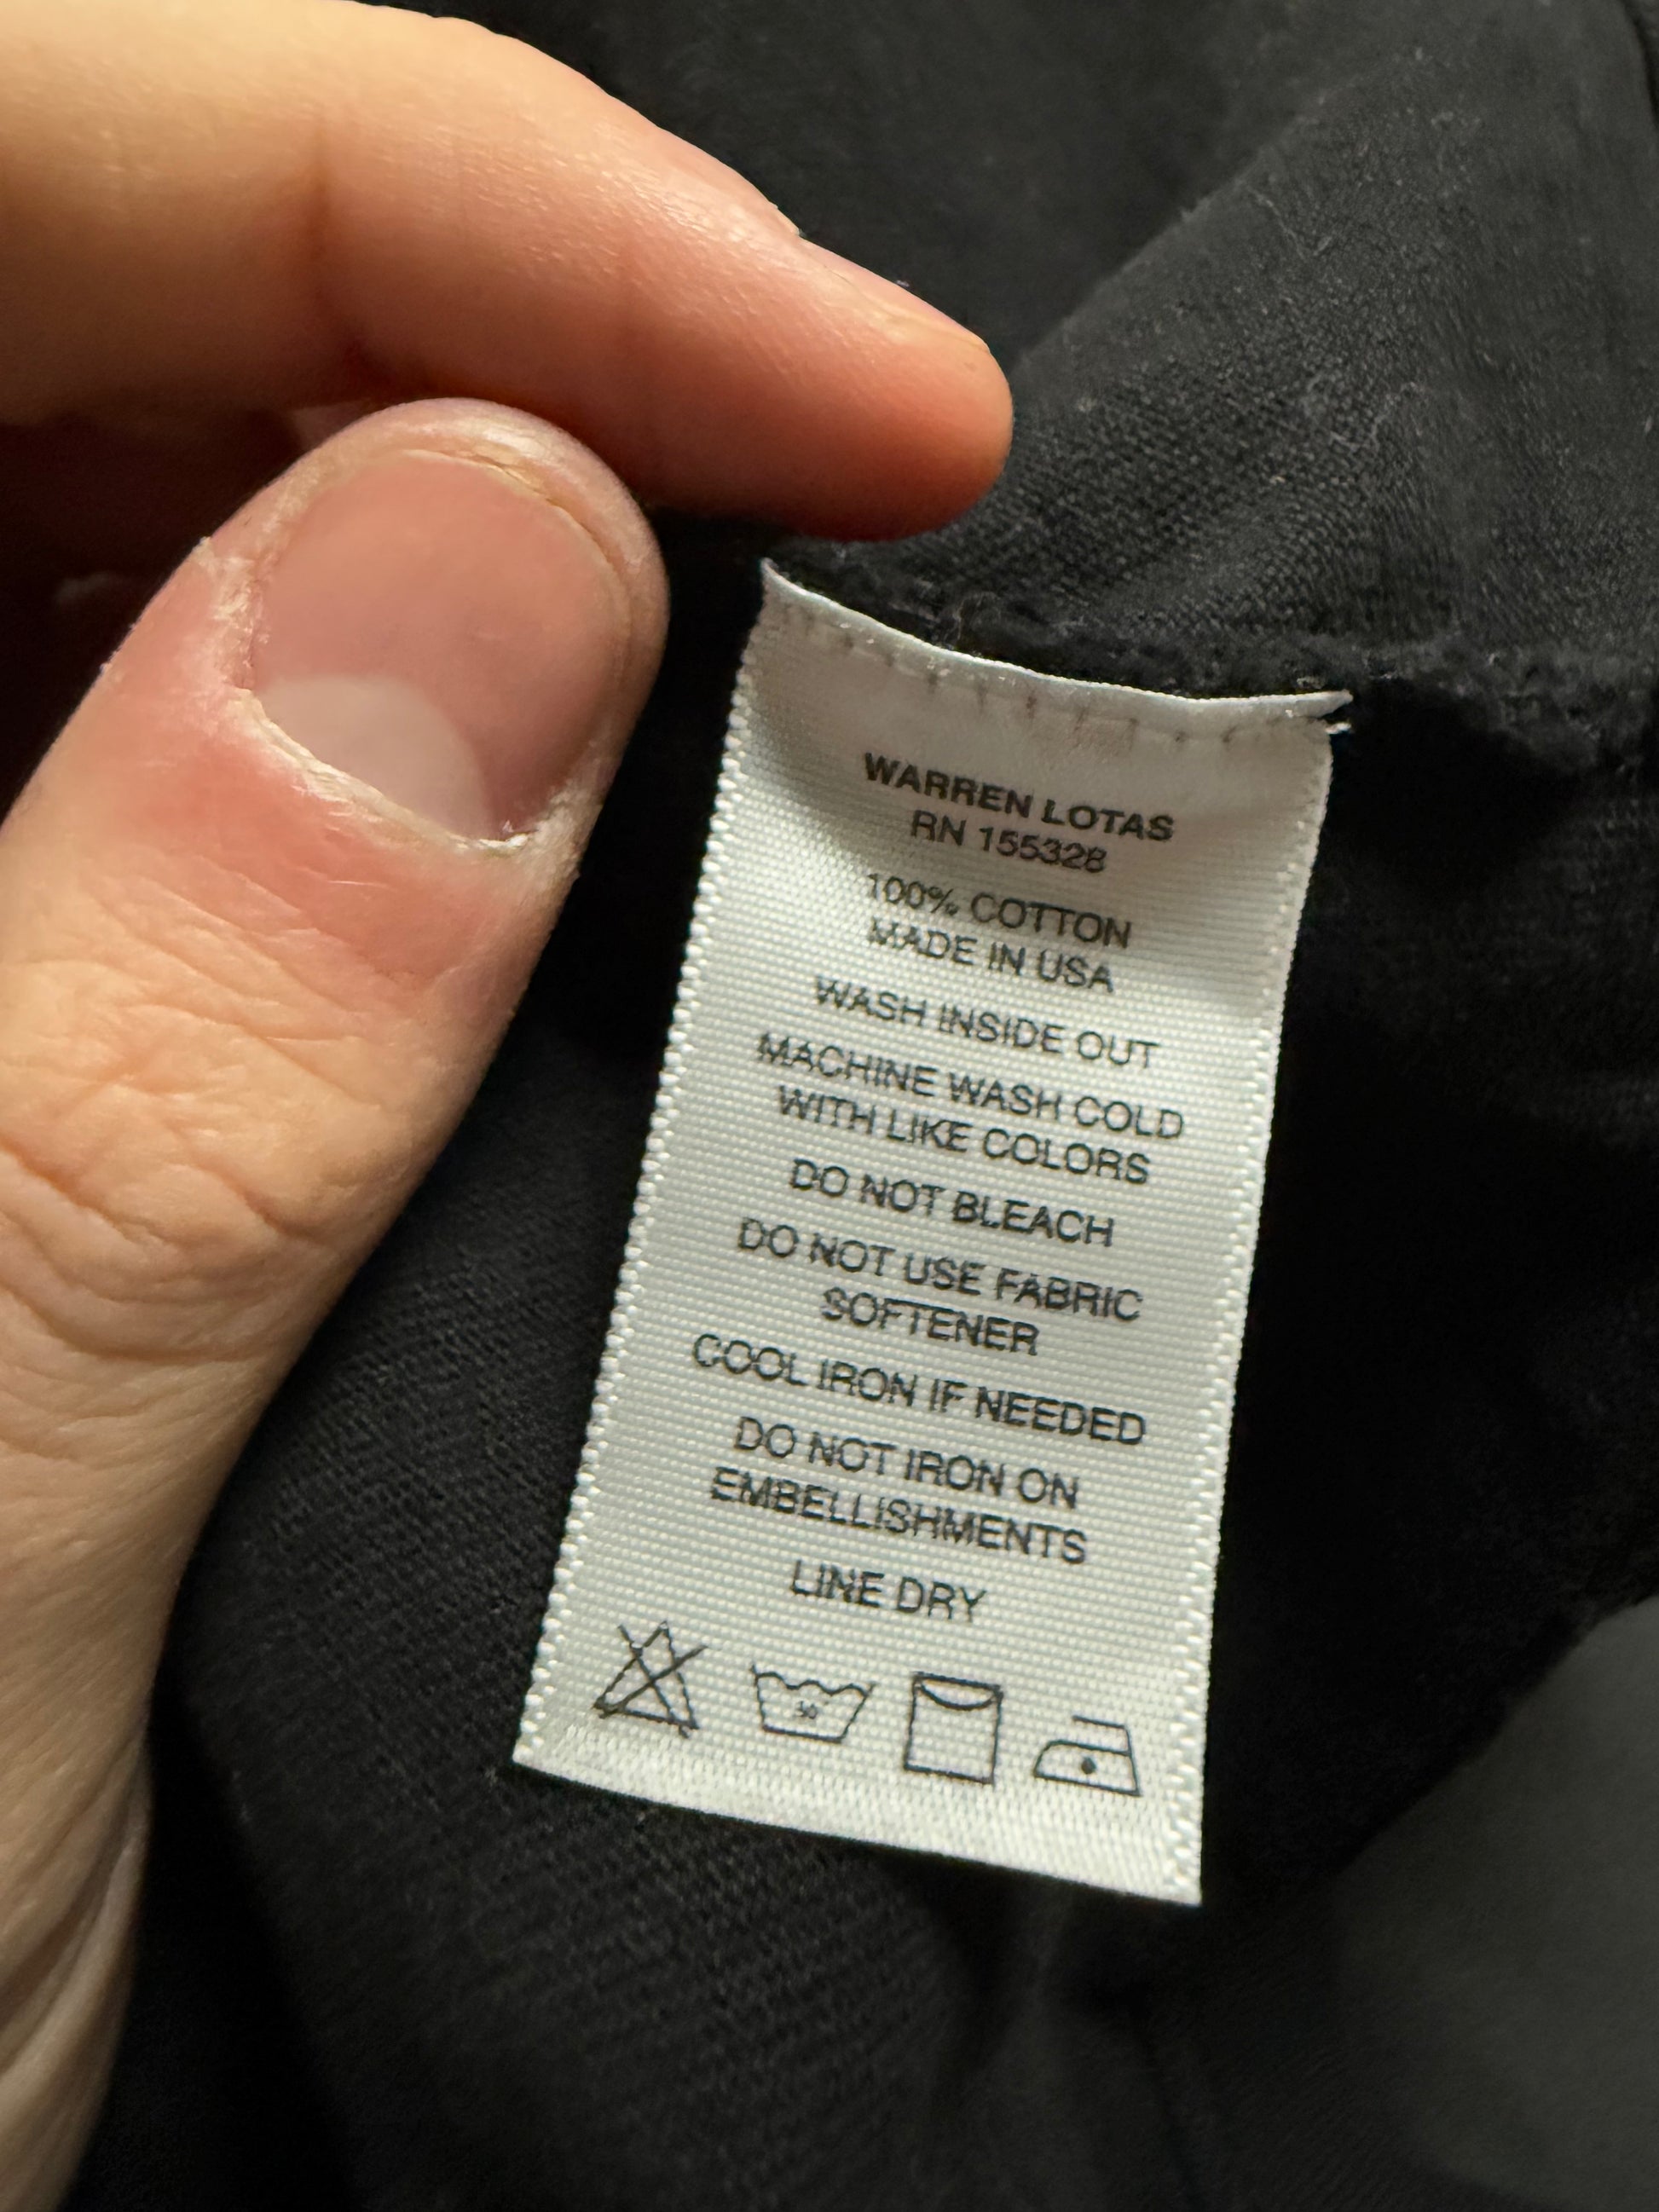 WARREN LOTAS
RN 155328
100% COTTON
MADE IN USA
WASH INSIDE OUT
MACHINE WASH COLD
WITH LIKE COLORS
DO NOT BLEACH
DO NOT USE FABRIC
SOFTENER
COOL IRON IF NEEDED
DO NOT IRON ON
EMBELLISHMENTS
LINE DRY
30°